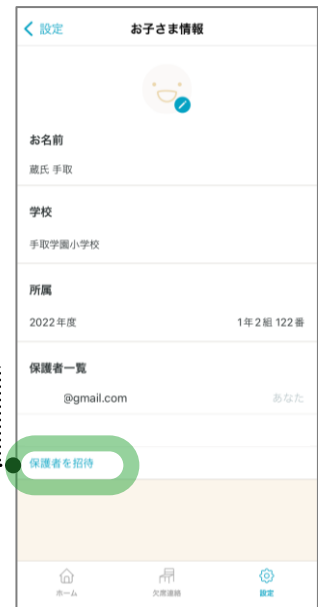 設定 お子さま情報
お名前
蔵氏 手取
学校
手取学園小学校
所属
2022年度 1年2組 122番
保護者一覧
@gmail.com あなた
保護者を招待
ホーム 欠席連絡 設定